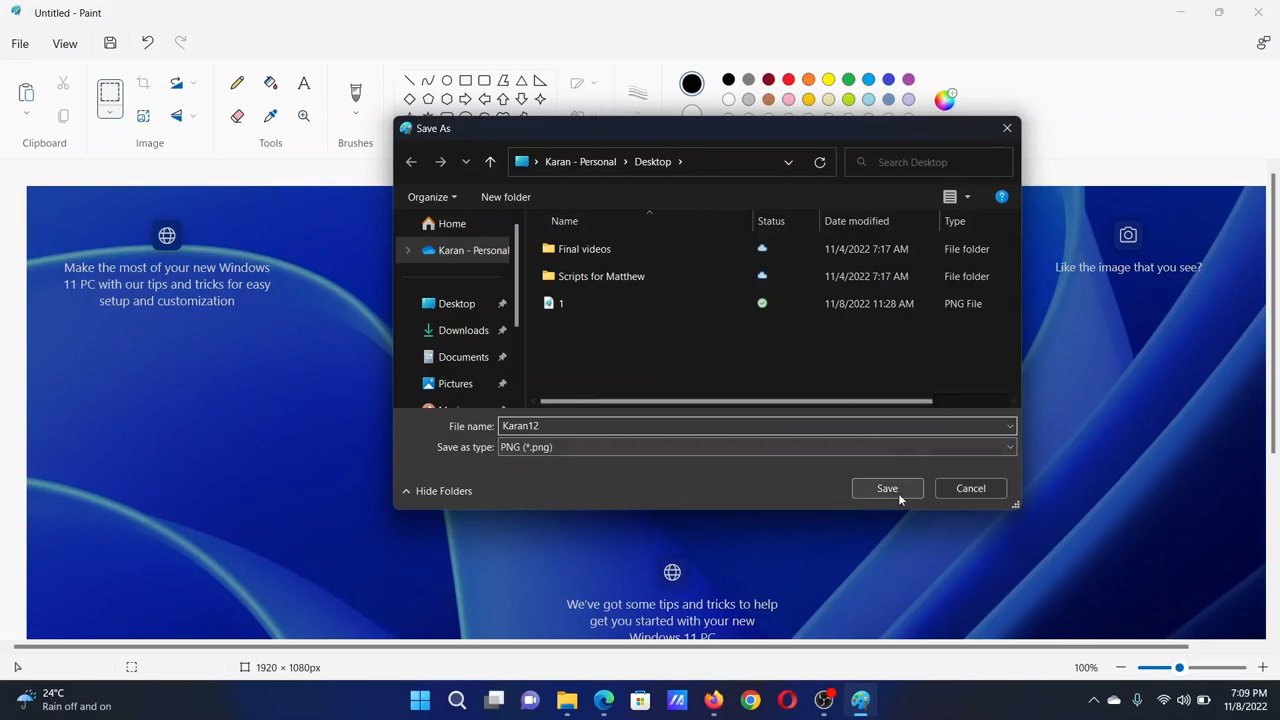 Untitled - Paint
File
View
Clipboard
Image
Tools
Brushes
Save As
Karan - Personal
Desktop
Search Desktop
Organize
New folder
Name
Status
Date modified
Type
Home
Karan - Personal
Desktop
Downloads
Documents
Pictures
Final videos
11/4/2022 7:17 AM
File folder
Scripts for Matthew
11/4/2022 7:17 AM
File folder
1
11/8/2022 11:28 AM
PNG File
File name:
Karan12
Save as type:
PNG (*.png)
Hide Folders
Save
Cancel
Make the most of your new Windows
11 PC with our tips and tricks for easy
setup and customization
Like the image that you see?
We've got some tips and tricks to help
get you started with your new
Windows 11 PC
1920 × 1080px
100%
24°C
Rain off and on
7:09 PM
11/8/2022